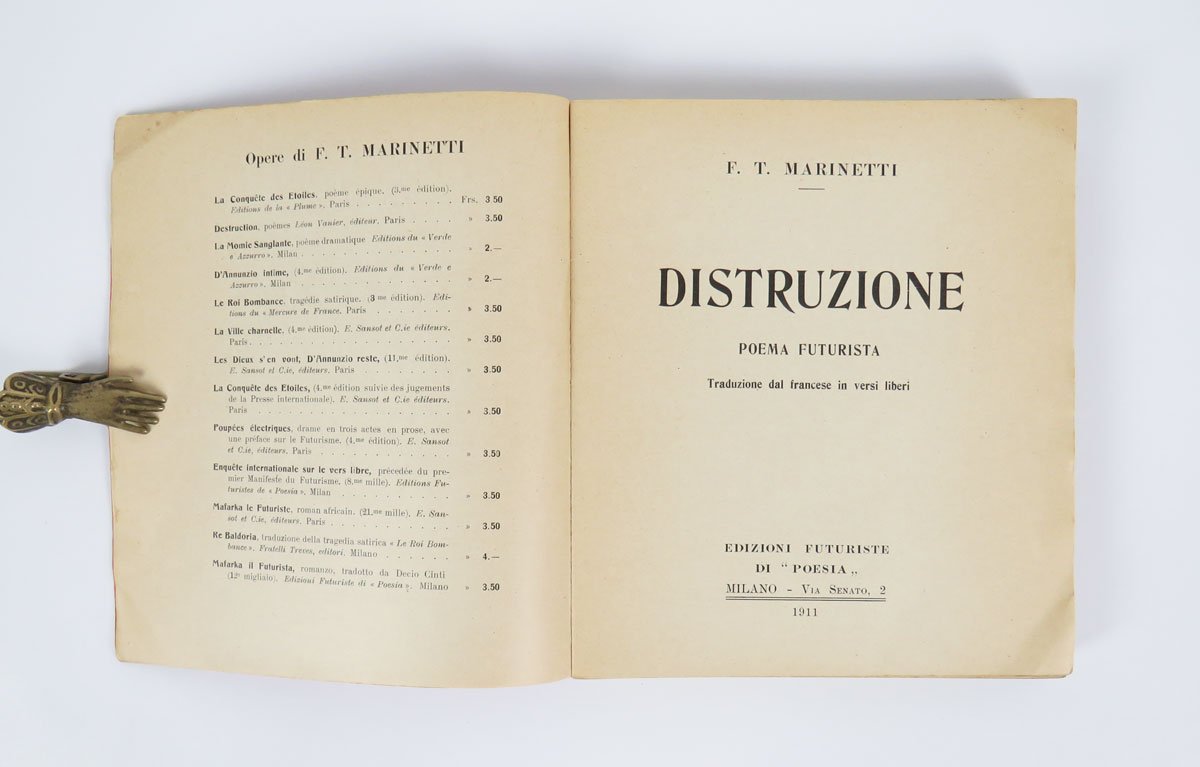 Opere di F. T. MARINETTI
La Conquête des Etoiles, poème épique. (3.me édition).
Editions de la « Plume ». Paris . . . . . . . . . Frs. 3.50
Destruction, poèmes Léon Vanier, éditeur. Paris . . . . » 3.50
La Momie Sanglante, poème dramatique Editions du « Verde
e Azzurro ». Milan . . . . . . . . . . . . . . » 2.—
D'Annunzio intime, (4.me édition). Editions du « Verde e
Azzurro ». Milan . . . . . . . . . . . . . . » 2.—
Le Roi Bombance, tragédie satirique. (3 me édition). Edi-
tions du « Mercure de France. Paris . . . . . . . . » 3.50
La Ville charnelle, (4.me édition). E. Sansot et C.ie éditeurs.
Paris . . . . . . . . . . . . . . . . . . » 3.50
Les Dieux s'en vont, D'Annunzio reste, (11,me édition).
E. Sansot et C.ie, éditeurs. Paris . . . . . . . . . » 3.50
La Conquête des Etoiles, (4.me édition suivie des jugements
de la Presse internationale). E. Sansot et C.ie éditeurs.
Paris . . . . . . . . . . . . . . . . . . » 3.50
Poupées électriques, drame en trois actes en prose, avec
une préface sur le Futurisme. (4.me édition). E. Sansot
et C.ie, éditeurs. Paris . . . . . . . . . . . . » 3.50
Enquête internationale sur le vers libre, précédée du pre-
mier Manifeste du Futurisme. (8.me mille). Editions Fu-
turistes de « Poesia ». Milan . . . . . . . . . . » 3.50
Mafarka le Futuriste, roman africain. (21.me mille). E. San-
sot et C.ie, éditeurs. Paris . . . . . . . . . . . » 3.50
Re Baldoria, traduzione della tragedia satirica « Le Roi Bom-
bance ». Fratelli Treves, editori. Milano . . . . . . » 4.—
Mafarka il Futurista, romanzo, tradotto da Decio Cinti
(12º migliaio). Edizioni Futuriste di « Poesia ». Milano » 3.50
F. T. MARINETTI
DISTRUZIONE
POEMA FUTURISTA
Traduzione dal francese in versi liberi
EDIZIONI FUTURISTE
DI “ POESIA „
MILANO - VIA SENATO, 2
1911